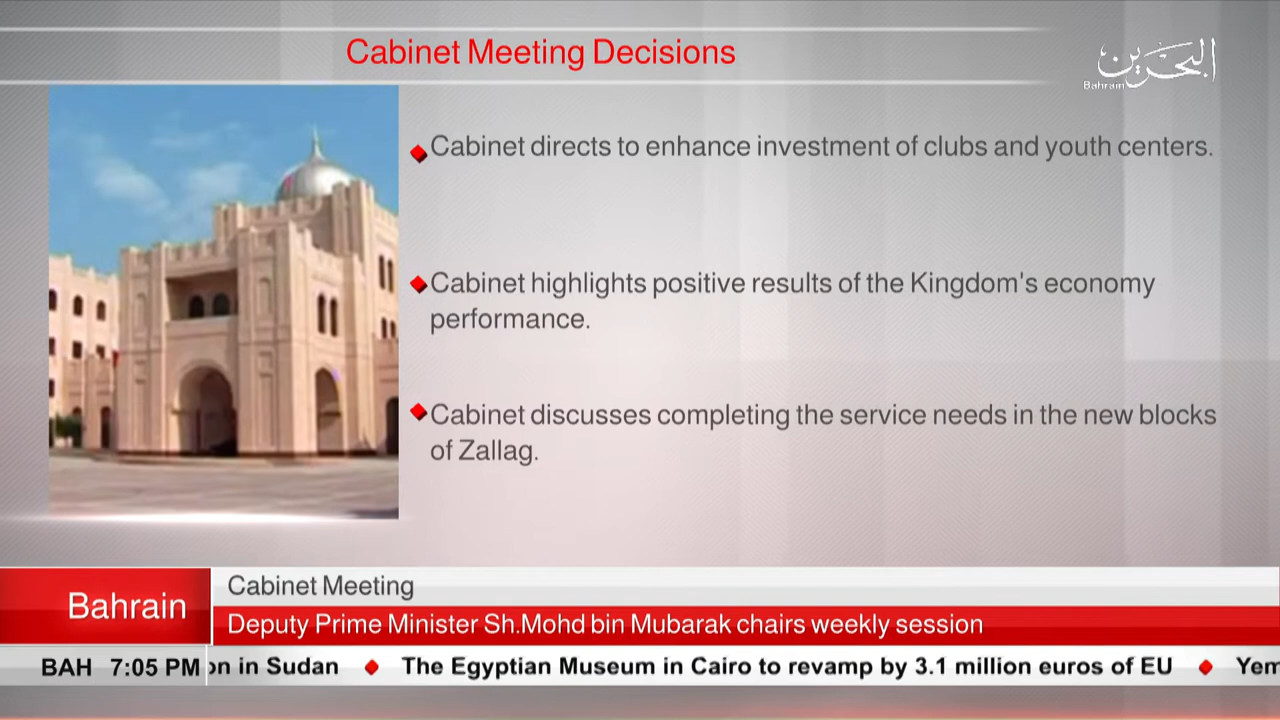 Cabinet Meeting Decisions
البحرين
Bahrain
Cabinet directs to enhance investment of clubs and youth centers.
Cabinet highlights positive results of the Kingdom's economy
performance.
Cabinet discusses completing the service needs in the new blocks
of Zallag.
Bahrain
Cabinet Meeting
Deputy Prime Minister Sh.Mohd bin Mubarak chairs weekly session
BAH 7:05 PM
on in Sudan ◆ The Egyptian Museum in Cairo to revamp by 3.1 million euros of EU ◆ Yem